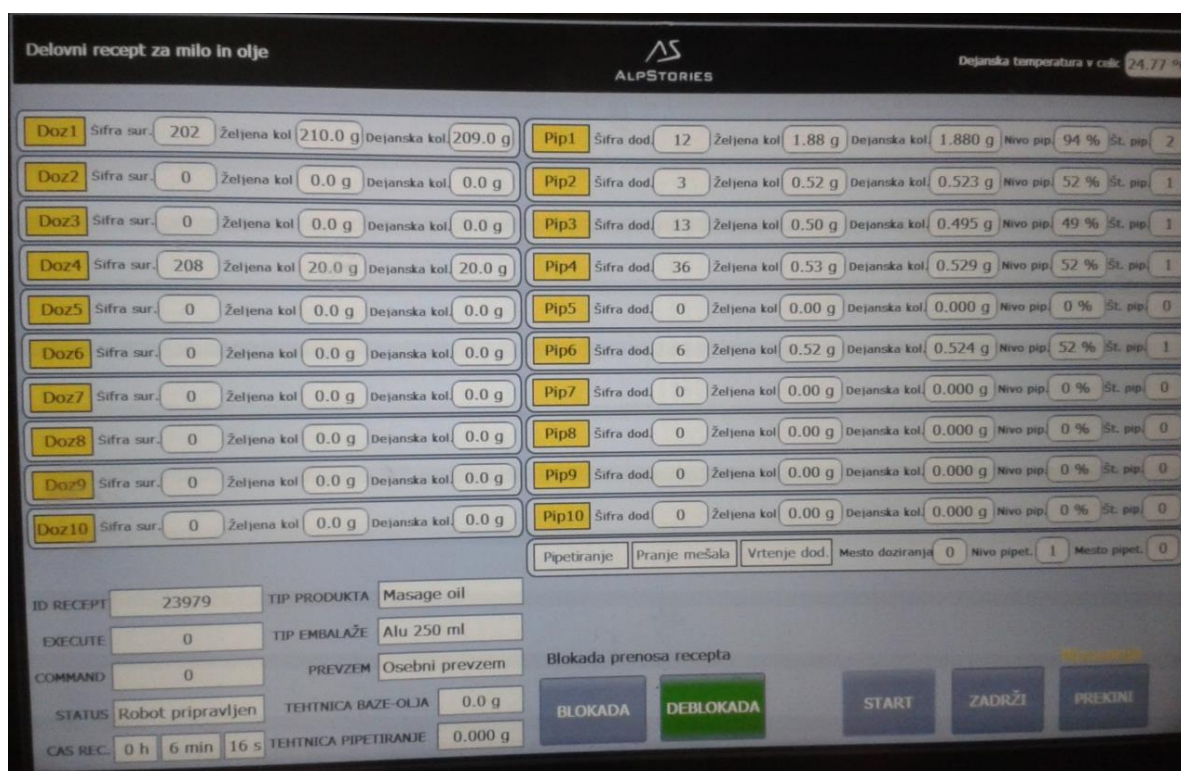 Delovni recept za milo in olje
AS
ALPSTORIES
Dejanska temperatura v celic 24.77
Doz1 Šifra sur. 202 Željena kol 210.0 g Dejanska kol. 209.0 g
Doz2 Šifra sur. 0 Željena kol 0.0 g Dejanska kol. 0.0 g
Doz3 Šifra sur. 0 Željena kol 0.0 g Dejanska kol. 0.0 g
Doz4 Šifra sur. 208 Željena kol 20.0 g Dejanska kol. 20.0 g
Doz5 Šifra sur. 0 Željena kol 0.0 g Dejanska kol. 0.0 g
Doz6 Šifra sur. 0 Željena kol 0.0 g Dejanska kol. 0.0 g
Doz7 Šifra sur. 0 Željena kol 0.0 g Dejanska kol. 0.0 g
Doz8 Šifra sur. 0 Željena kol 0.0 g Dejanska kol. 0.0 g
Doz9 Šifra sur. 0 Željena kol 0.0 g Dejanska kol. 0.0 g
Doz10 Šifra sur. 0 Željena kol 0.0 g Dejanska kol. 0.0 g
Pip1 Šifra dod. 12 Željena kol 1.88 g Dejanska kol. 1.880 g Nivo pip. 94 % Št. pip. 2
Pip2 Šifra dod. 3 Željena kol 0.52 g Dejanska kol. 0.523 g Nivo pip. 52 % Št. pip. 1
Pip3 Šifra dod. 13 Željena kol 0.50 g Dejanska kol. 0.495 g Nivo pip. 49 % Št. pip. 1
Pip4 Šifra dod. 36 Željena kol 0.53 g Dejanska kol. 0.529 g Nivo pip. 52 % Št. pip. 1
Pip5 Šifra dod. 0 Željena kol 0.00 g Dejanska kol. 0.000 g Nivo pip. 0 % Št. pip. 0
Pip6 Šifra dod. 6 Željena kol 0.52 g Dejanska kol. 0.524 g Nivo pip. 52 % Št. pip. 1
Pip7 Šifra dod. 0 Željena kol 0.00 g Dejanska kol. 0.000 g Nivo pip. 0 % Št. pip. 0
Pip8 Šifra dod. 0 Željena kol 0.00 g Dejanska kol. 0.000 g Nivo pip. 0 % Št. pip. 0
Pip9 Šifra dod. 0 Željena kol 0.00 g Dejanska kol. 0.000 g Nivo pip. 0 % Št. pip. 0
Pip10 Šifra dod 0 Željena kol 0.00 g Dejanska kol. 0.000 g Nivo pip. 0 % Št. pip. 0
Pipetiranje Pranje mešala Vrtenje dod. Mesto doziranja 0 Nivo pipet. 1 Mesto pipet. 0
ID RECEPT 23979 TIP PRODUKTA Masage oil
EXECUTE 0 TIP EMBALAŽE Alu 250 ml
COMMAND 0 PREVZEM Osebni prevzem
STATUS Robot pripravljen TEHTNICA BAZE-OLJA 0.0 g
CAS REC. 0 h 6 min 16 s TEHTNICA PIPETIRANJE 0.000 g
Blokada prenosa recepta
BLOKADA DEBLOKADA START ZADRŽI PREKINI